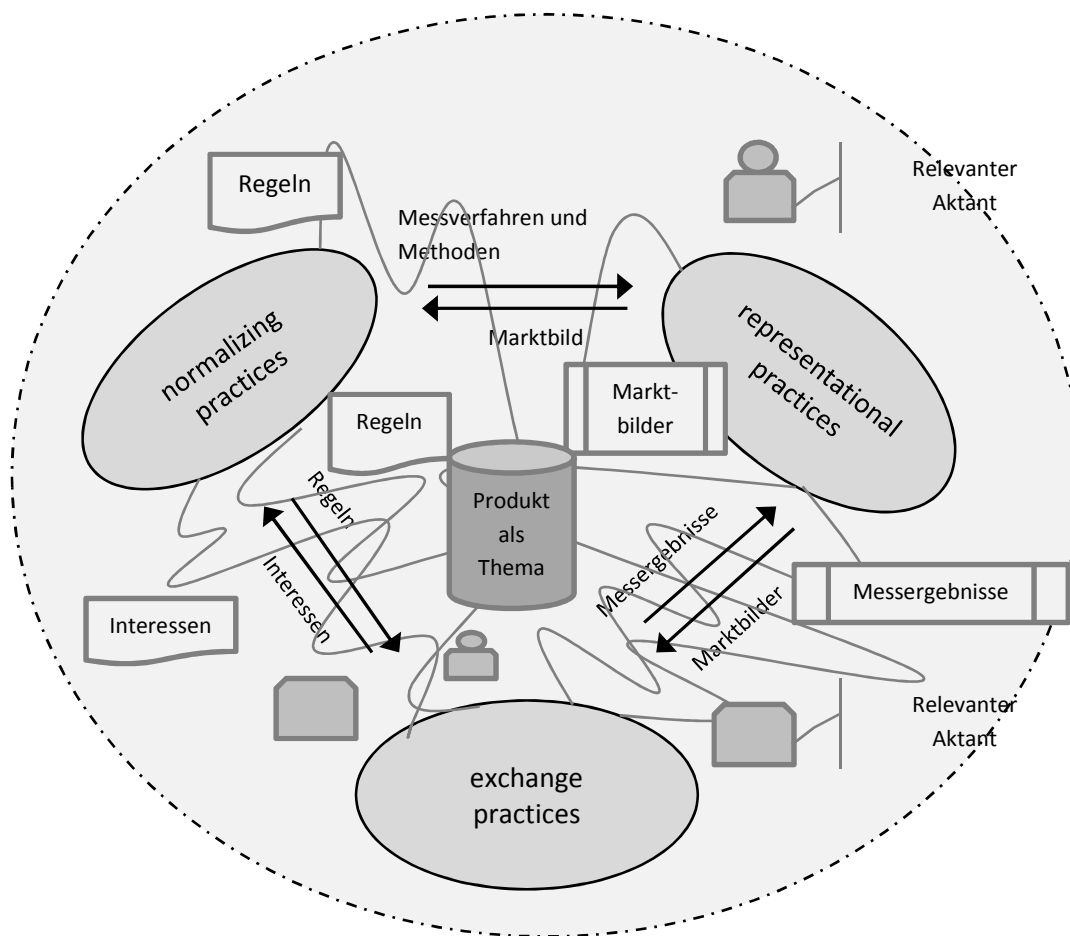 Regeln
Relevanter
Aktant
Messverfahren und
Methoden
normalizing
practices
representational
practices
Marktbild
Markt-
bilder
Regeln
Regeln
Interessen
Produkt
als
Thema
Messergebnisse
Marktbilder
Messergebnisse
Interessen
Relevanter
Aktant
exchange
practices